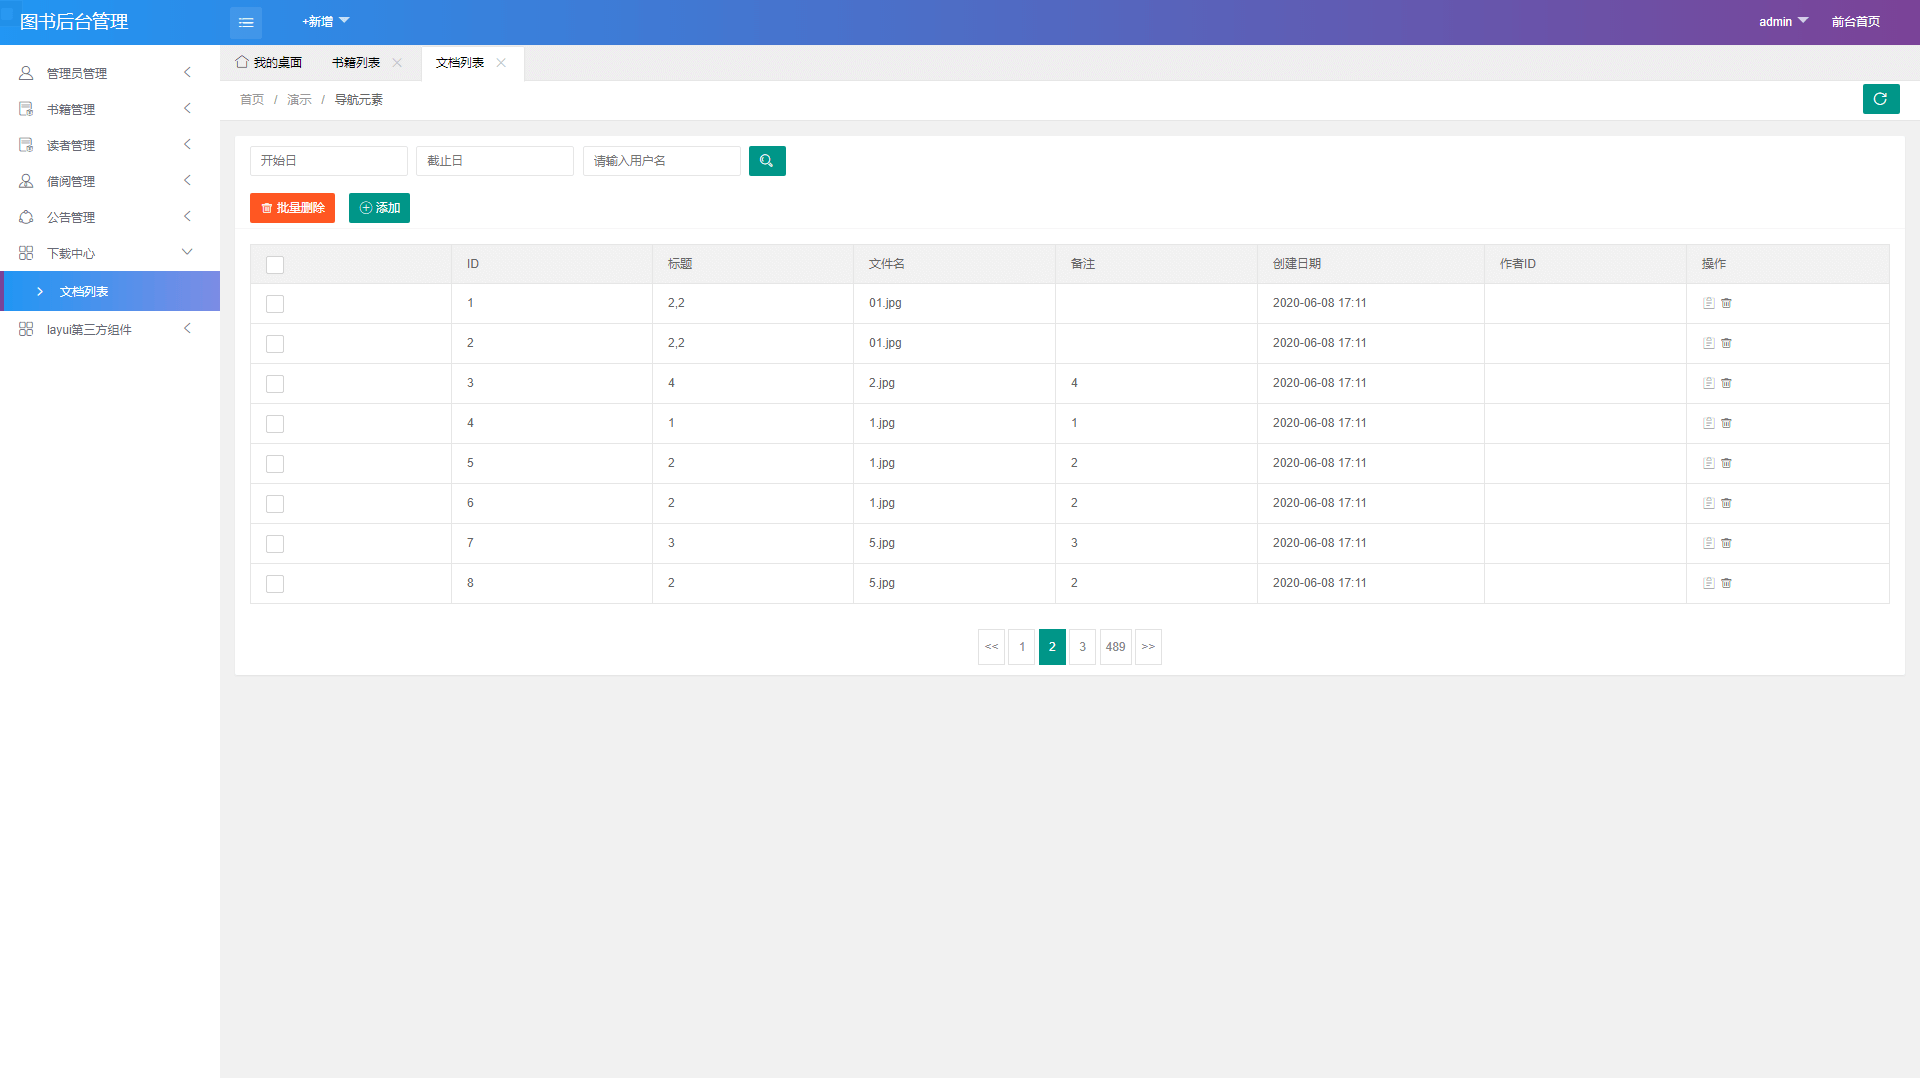 图书后台管理
+新增
admin
前台首页
管理员管理
书籍管理
读者管理
借阅管理
公告管理
下载中心
文档列表
layui第三方组件
我的桌面 书籍列表 文档列表
首页 / 演示 / 导航元素
开始日 截止日 请输入用户名
批量删除 添加
ID 标题 文件名 备注 创建日期 作者ID 操作
1 2,2 01.jpg 2020-06-08 17:11
2 2,2 01.jpg 2020-06-08 17:11
3 4 2.jpg 4 2020-06-08 17:11
4 1 1.jpg 1 2020-06-08 17:11
5 2 1.jpg 2 2020-06-08 17:11
6 2 1.jpg 2 2020-06-08 17:11
7 3 5.jpg 3 2020-06-08 17:11
8 2 5.jpg 2 2020-06-08 17:11
<< 1 2 3 489 >>